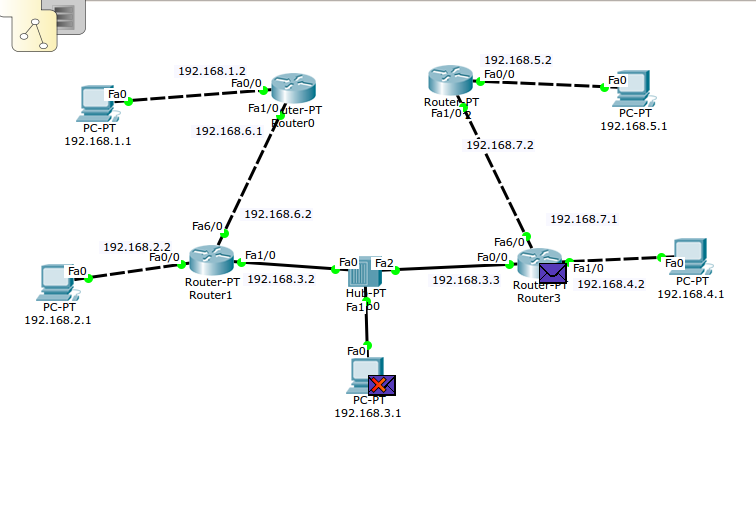 192.168.5.2
192.168.1.2
Fa0/0
Fa0/0
Fa0
Fa0
Fa1/0
Router0
192.168.6.1
PC-PT
192.168.1.1
Fa1/0
PC-PT
192.168.5.1
192.168.7.2
192.168.6.2
192.168.7.1
Fa6/0
Fa6/0
192.168.2.2
Fa0/0
Fa1/0
Fa0
Fa2
Fa0/0
Fa1/0
Fa0
Fa0
192.168.3.2
192.168.3.3
192.168.4.2
Router-PT
Router1
Router-PT
Router3
PC-PT
192.168.4.1
PC-PT
192.168.2.1
Fa0
PC-PT
192.168.3.1